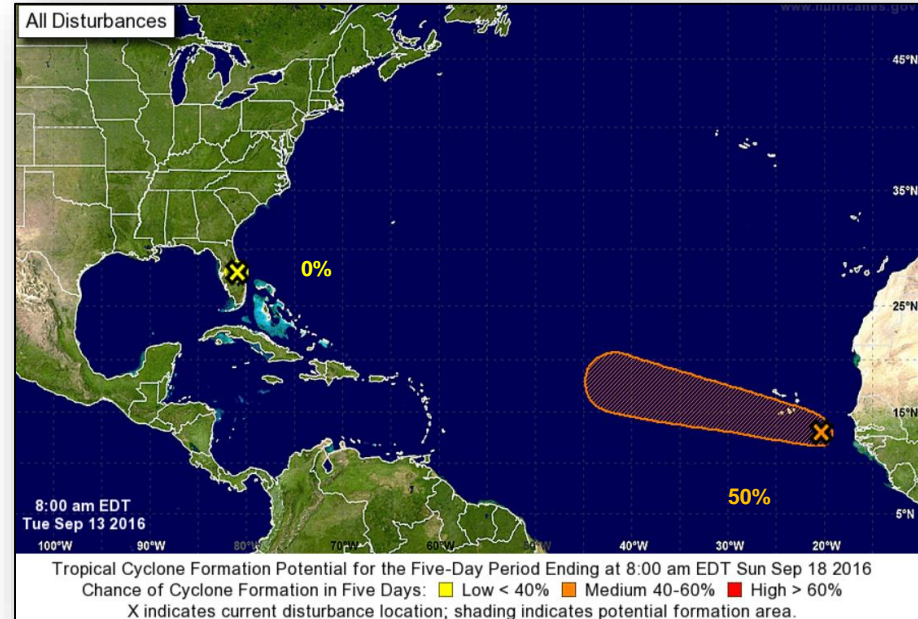 All Disturbances
www.hurricanes.gov
45°N
35°N
0%
25°N
15°N
50%
5°N
8:00 am EDT
Tue Sep 13 2016
100°W 90°W 80°W 70°W 60°W 40°W 30°W 20°W
Tropical Cyclone Formation Potential for the Five-Day Period Ending at 8:00 am EDT Sun Sep 18 2016
Chance of Cyclone Formation in Five Days: Low < 40% Medium 40-60% High > 60%
X indicates current disturbance location; shading indicates potential formation area.